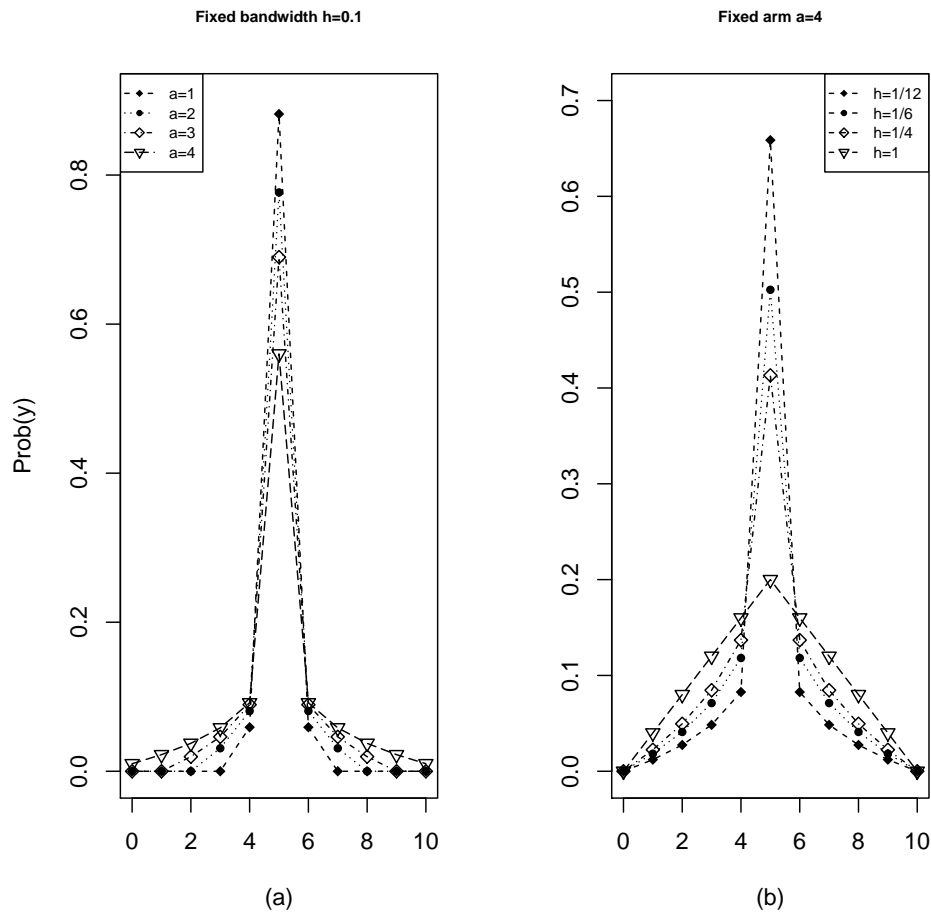 Fixed bandwidth h=0.1
a=1
a=2
a=3
a=4
Prob(y)
0.8
0.6
0.4
0.2
0.0
0 2 4 6 8 10
(a)
Fixed arm a=4
h=1/12
h=1/6
h=1/4
h=1
0.7
0.6
0.5
0.4
0.3
0.2
0.1
0.0
0 2 4 6 8 10
(b)